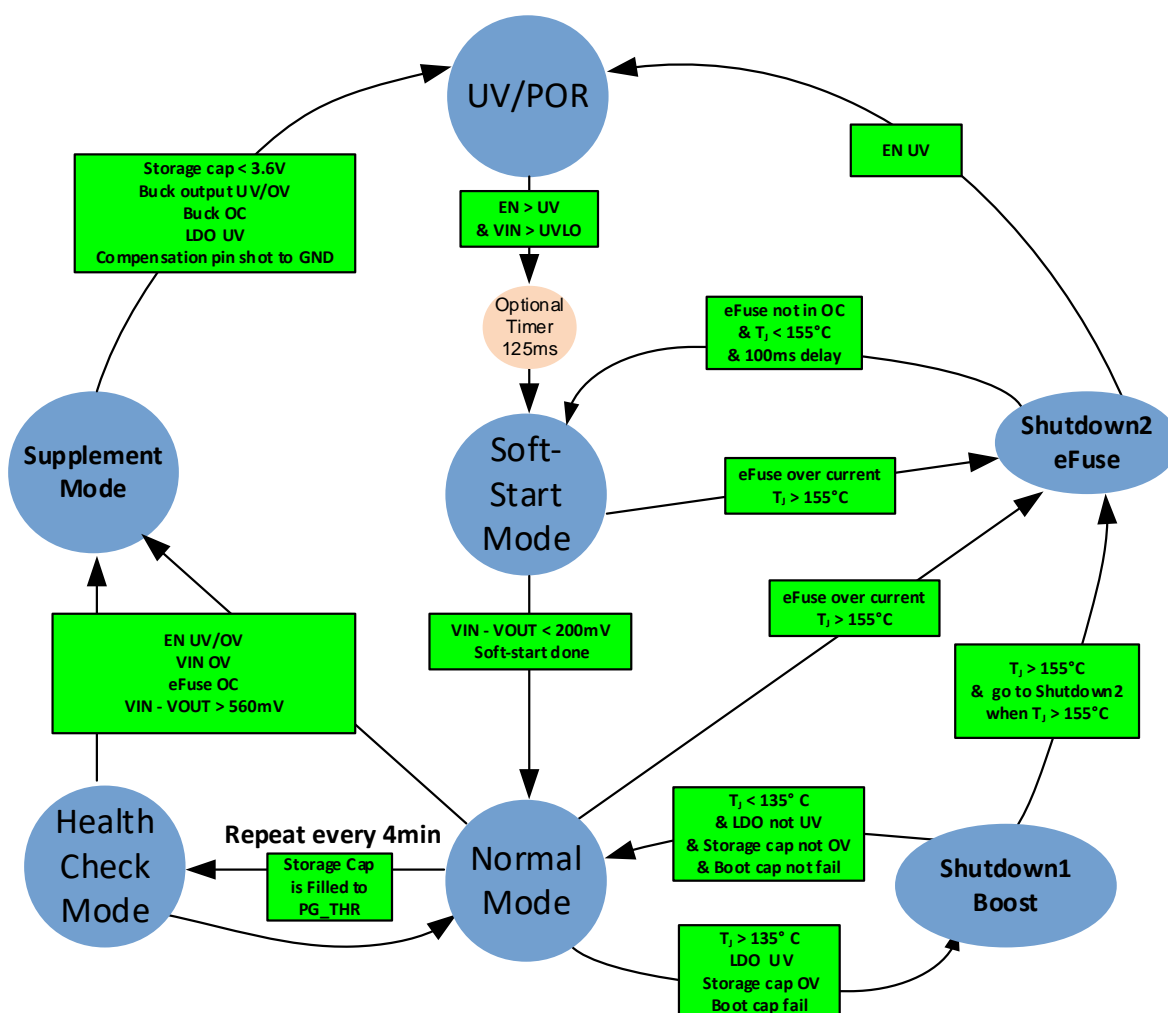 UV/POR
EN UV
Storage cap < 3.6V
Buck output UV/OV
Buck OC
LDO UV
Compensation pin shot to GND
EN > UV
& VIN > UVLO
Optional
Timer
125ms
eFuse not in OC
& TJ < 155°C
& 100ms delay
Supplement
Mode
Soft-
Start
Mode
Shutdown2
eFuse
eFuse over current
TJ > 155°C
eFuse over current
TJ > 155°C
VIN - VOUT < 200mV
Soft-start done
EN UV/OV
VIN OV
eFuse OC
VIN - VOUT > 560mV
TJ > 155°C
& go to Shutdown2
when TJ > 155°C
TJ < 135° C
& LDO not UV
& Storage cap not OV
& Boot cap not fail
Health
Check
Mode
Repeat every 4min
Storage Cap
is Filled to
PG_THR
Normal
Mode
Shutdown1
Boost
TJ > 135° C
LDO UV
Storage cap OV
Boot cap fail